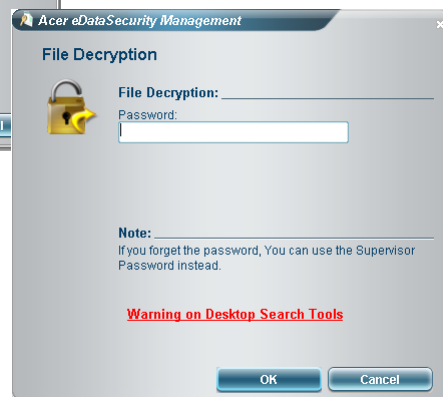 Acer eDataSecurity Management
File Decryption
File Decryption:
Password:
Note:
If you forget the password, You can use the Supervisor
Password instead.
Warning on Desktop Search Tools
OK
Cancel